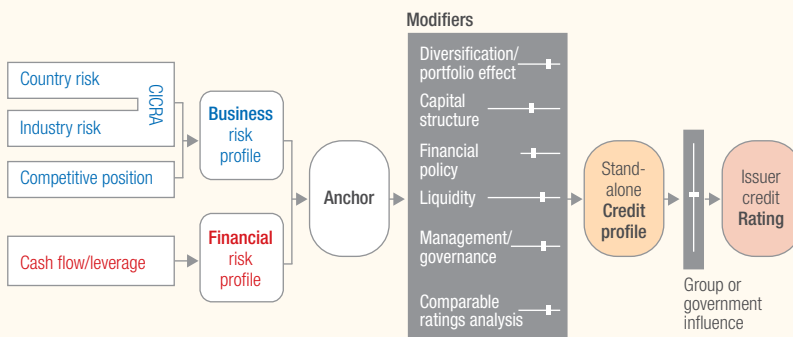 Modifiers
Country risk
CICRA
Industry risk
Competitive position
Cash flow/leverage
Business
risk
profile
Financial
risk
profile
Anchor
Diversification/
portfolio effect
Capital
structure
Financial
policy
Liquidity
Management/
governance
Comparable
ratings analysis
Stand-
alone
Credit
profile
Group or
government
influence
Issuer
credit
Rating